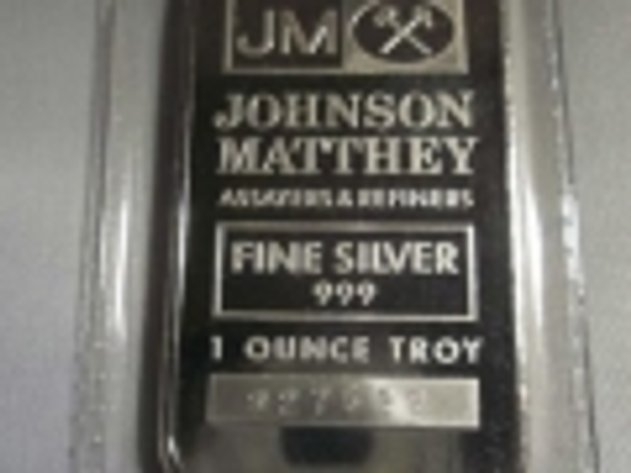 JM
JOHNSON
MATTHEY
ASSAYERS & REFINERS
FINE SILVER
999
1 OUNCE TROY